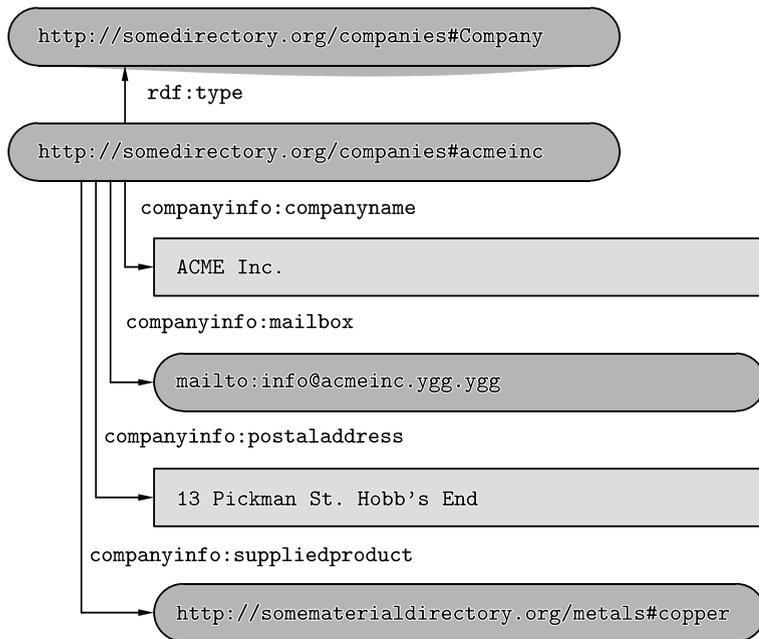 http://somedirectory.org/companies#Company
rdf:type
http://somedirectory.org/companies#acmeinc
companyinfo:companyname
ACME Inc.
companyinfo:mailbox
mailto:info@acmeinc.ygg.ygg
companyinfo:postaladdress
13 Pickman St. Hobb's End
companyinfo:suppliedproduct
http://somematerialdirectory.org/metals#copper